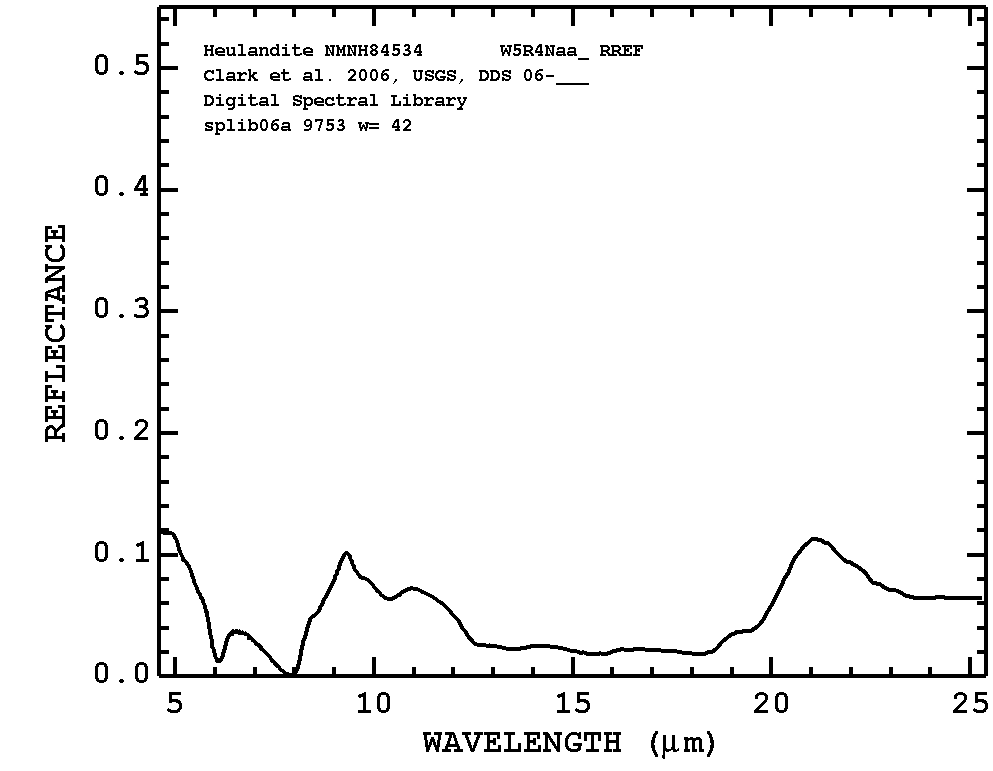 Heulandite NMNH84534 W5R4Naa_ RREF
Clark et al. 2006, USGS, DDS 06-___
Digital Spectral Library
splib06a 9753 w= 42
REFLECTANCE
0.5
0.4
0.3
0.2
0.1
0.0
5 10 15 20 25
WAVELENGTH (μm)